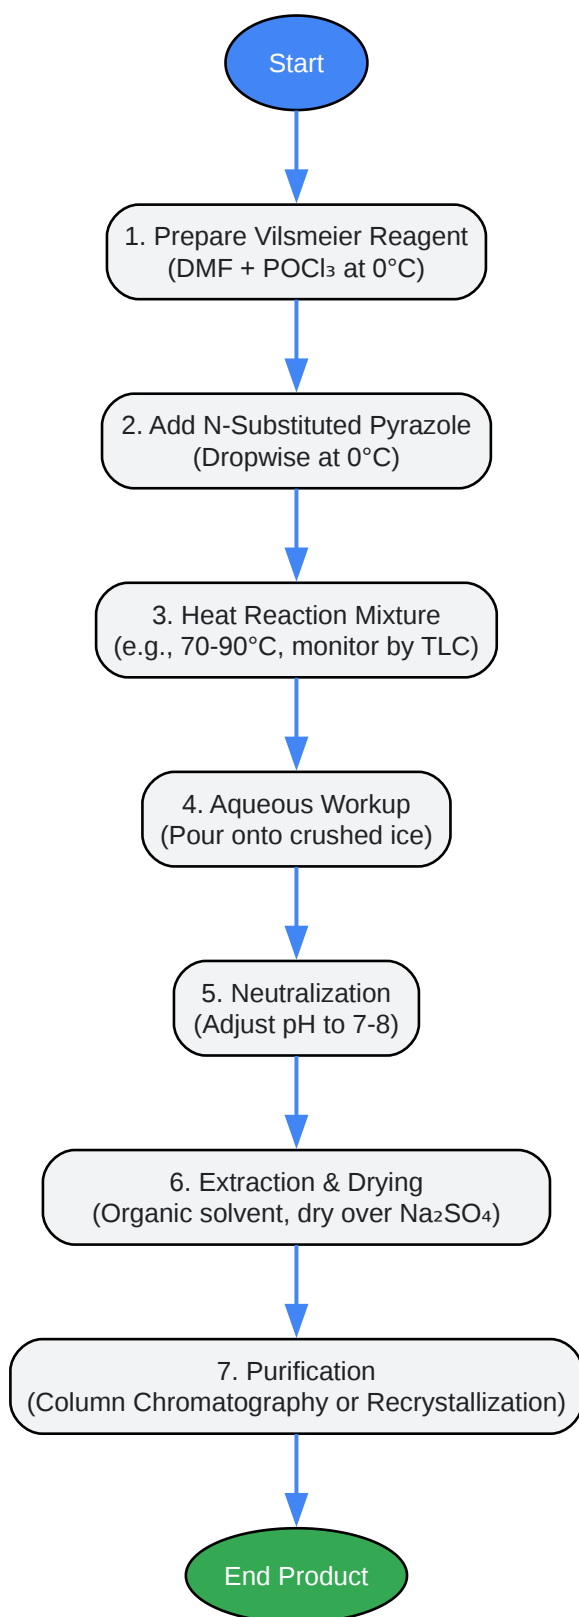 Start
1. Prepare Vilsmeier Reagent
(DMF + POCl₃ at 0°C)
2. Add N-Substituted Pyrazole
(Dropwise at 0°C)
3. Heat Reaction Mixture
(e.g., 70-90°C, monitor by TLC)
4. Aqueous Workup
(Pour onto crushed ice)
5. Neutralization
(Adjust pH to 7-8)
6. Extraction & Drying
(Organic solvent, dry over Na₂SO₄)
7. Purification
(Column Chromatography or Recrystallization)
End Product